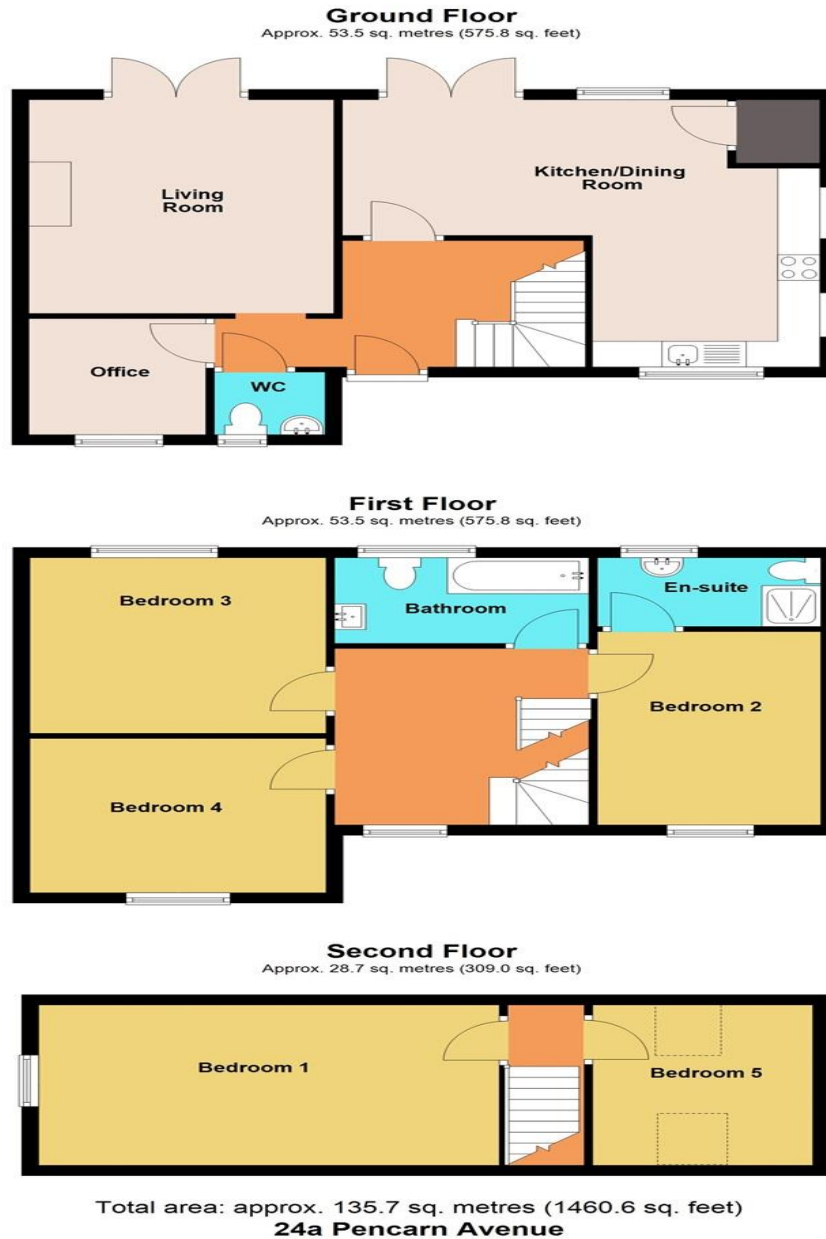 Ground Floor
Approx. 53.5 sq. metres (575.8 sq. feet)
Kitchen/Dining
Room
Living
Room
Office
WC
First Floor
Approx. 53.5 sq. metres (575.8 sq. feet)
Bedroom 3
Bathroom
En-suite
Bedroom 2
Bedroom 4
Second Floor
Approx. 28.7 sq. metres (309.0 sq. feet)
Bedroom 1
Bedroom 5
Total area: approx. 135.7 sq. metres (1460.6 sq. feet)
24a Pencarn Avenue